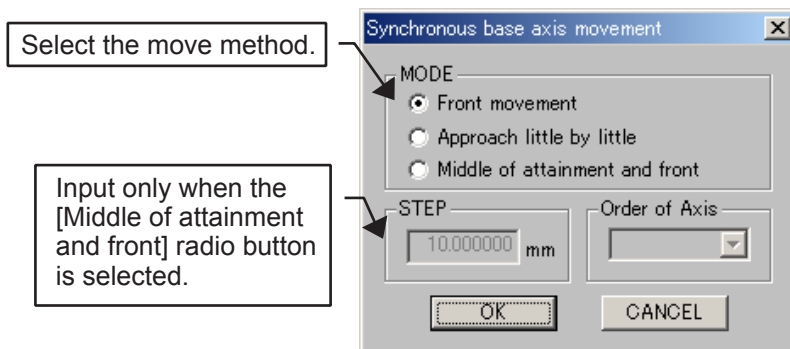 Select the move method.
Input only when the
[Middle of attainment
and front] radio button
is selected.
Synchronous base axis movement
MODE
Front movement
Approach little by little
Middle of attainment and front
STEP
10.000000 mm
Order of Axis
OK
CANCEL